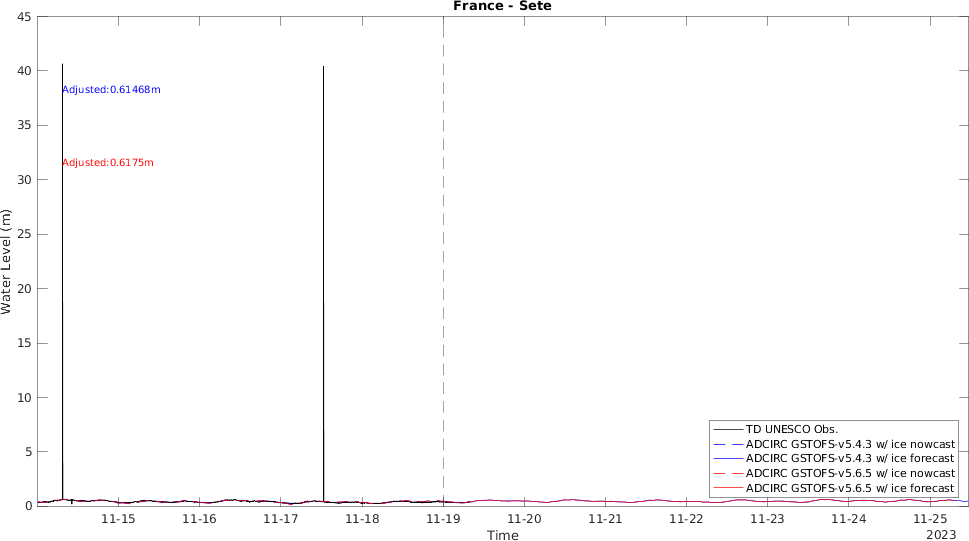 France - Sete
45
40
35
30
25
20
15
10
5
0
Water Level (m)
Adjusted:0.61468m
Adjusted:0.6175m
TD UNESCO Obs.
ADCIRC GSTOFS-v5.4.3 w/ ice nowcast
ADCIRC GSTOFS-v5.4.3 w/ ice forecast
ADCIRC GSTOFS-v5.6.5 w/ ice nowcast
ADCIRC GSTOFS-v5.6.5 w/ ice forecast
11-15 11-16 11-17 11-18 11-19 11-20 11-21 11-22 11-23 11-24 11-25
2023
Time